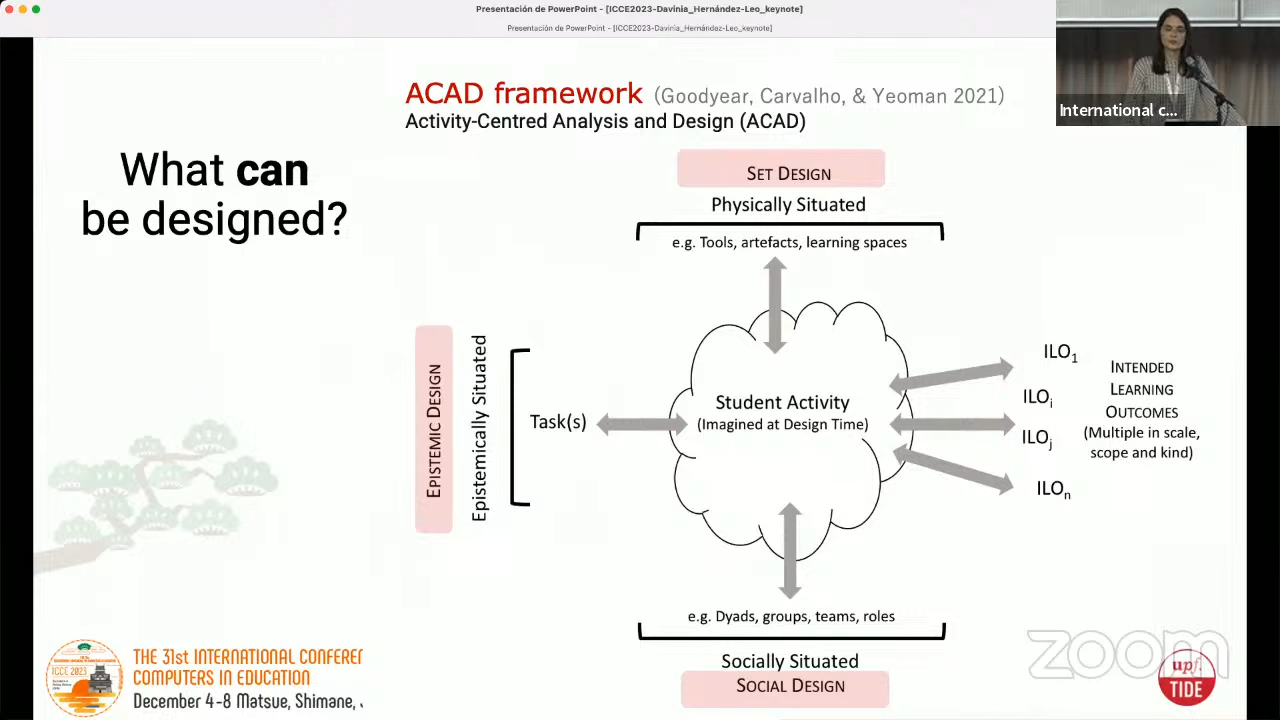 Presentación de PowerPoint - [ICCE2023-Davinia_Hernández-Leo_keynote]
Presentación de PowerPoint - [ICCE2023-Davinia_Hernández-Leo_keynote]
International c...
ACAD framework (Goodyear, Carvalho, & Yeoman 2021)
Activity-Centred Analysis and Design (ACAD)
What can
be designed?
SET DESIGN
Physically Situated
e.g. Tools, artefacts, learning spaces
EPISTEMIC DESIGN
Epistemically Situated
Task(s)
Student Activity
(Imagined at Design Time)
ILO1
ILOi
ILOj
ILOn
INTENDED
LEARNING
OUTCOMES
(Multiple in scale,
scope and kind)
e.g. Dyads, groups, teams, roles
Socially Situated
SOCIAL DESIGN
ICCE 2023
THE 31st INTERNATIONAL CONFEREN
COMPUTERS IN EDUCATION
December 4-8 Matsue, Shimane,
zoom
upf.
TIDE